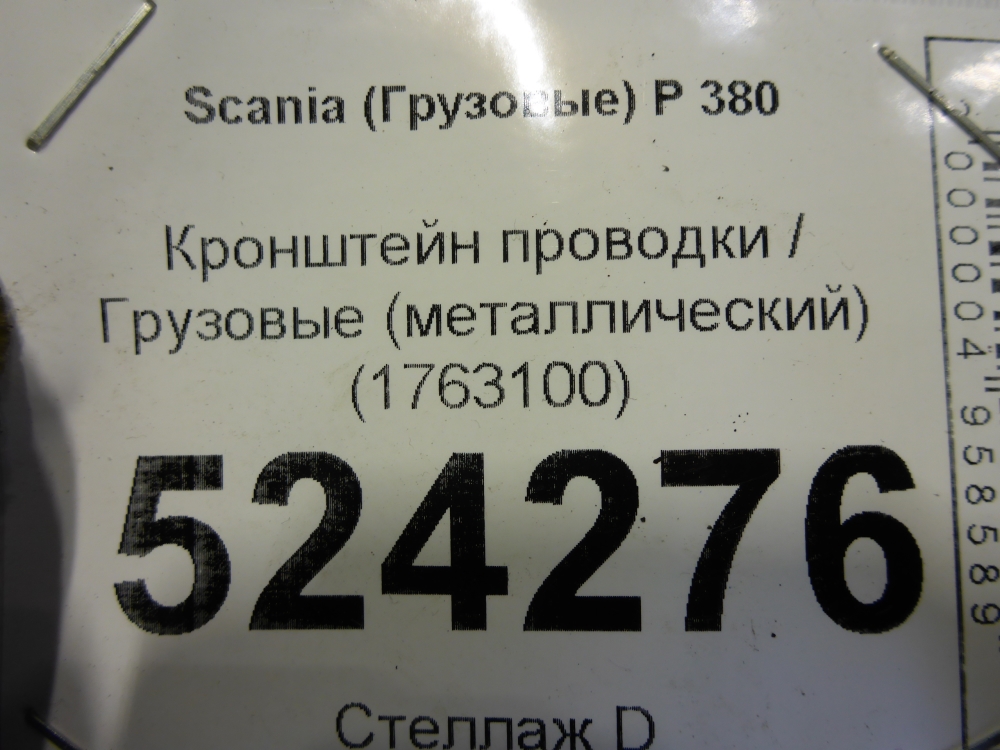 Scania (Грузовые) P 380
Кронштейн проводки /
Грузовые (металлический)
(1763100)
524276
Стеллаж D